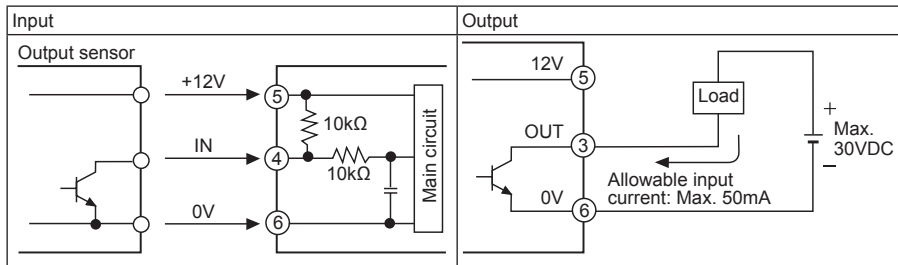 Input
Output sensor
+12V
IN
0V
5
4
6
10kΩ
10kΩ
Main circuit
Output
12V
OUT
0V
5
3
6
Load
Allowable input
current: Max. 50mA
+
Max.
30VDC
−